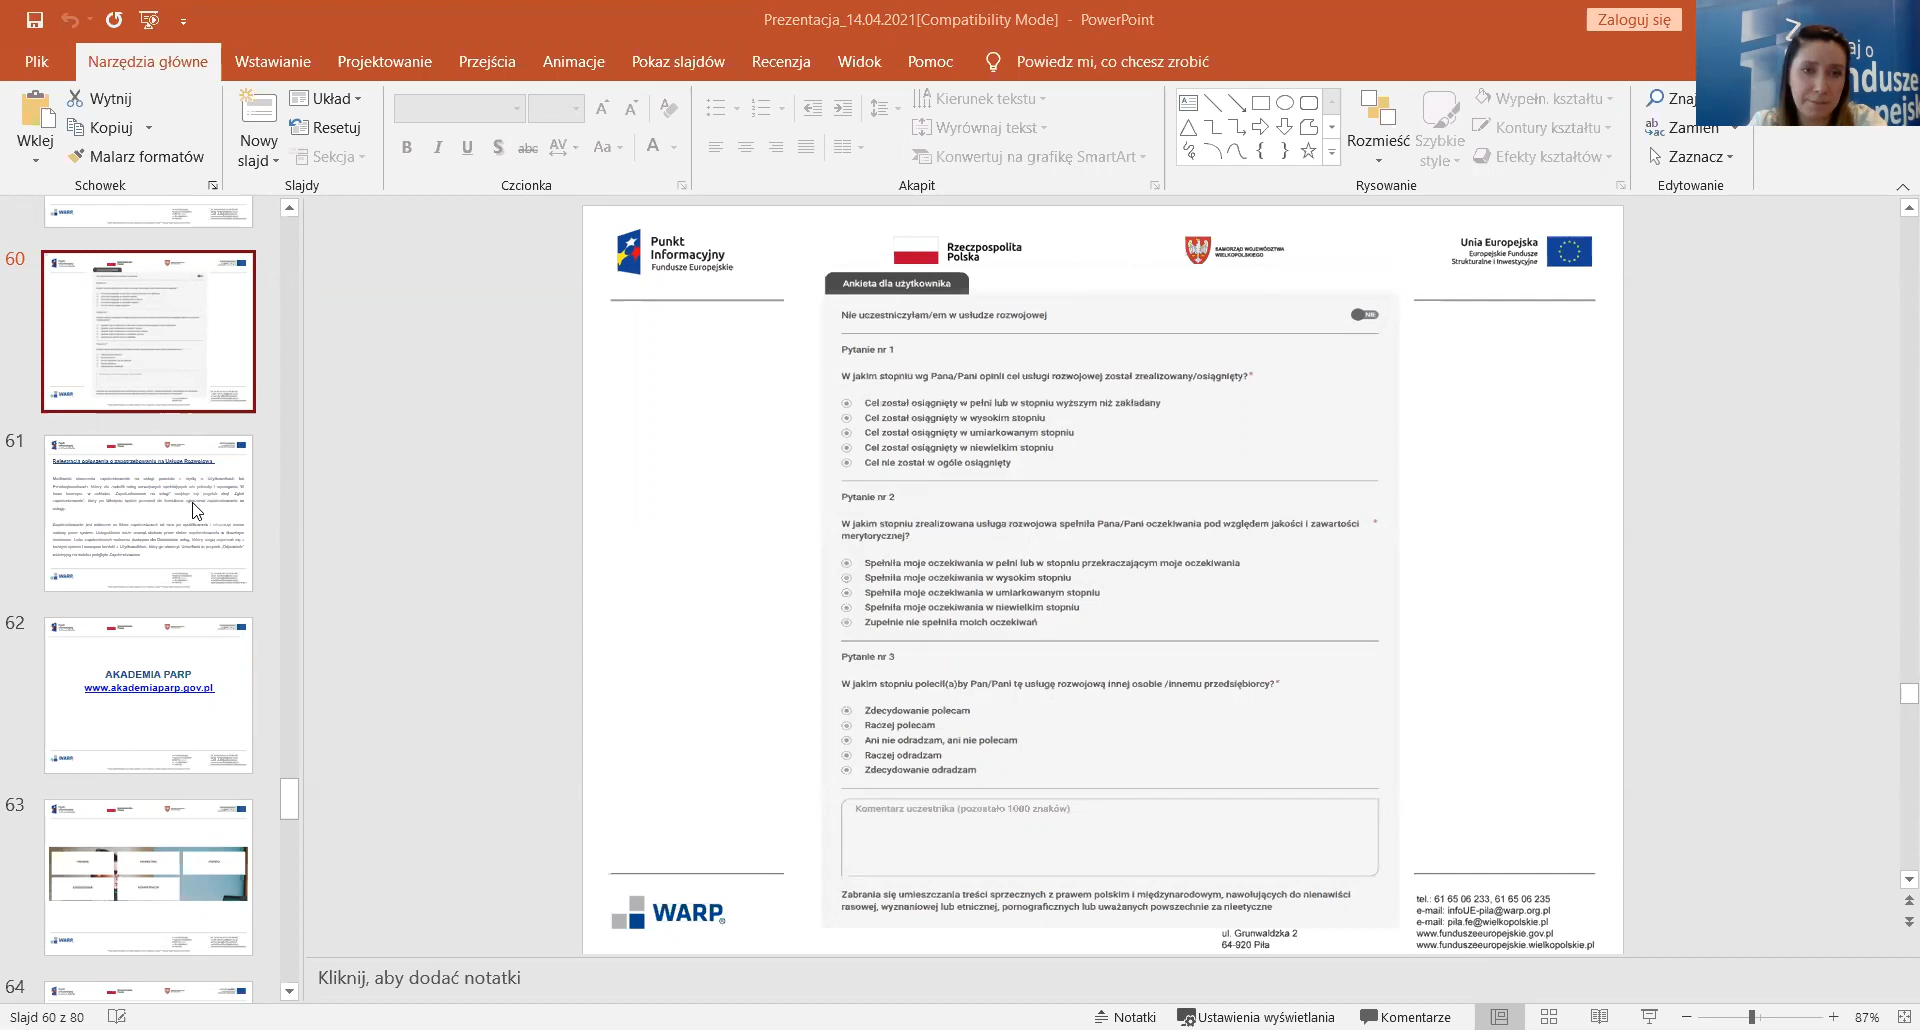 Prezentacja_14.04.2021[Compatibility Mode] - PowerPoint
Zaloguj się
Plik
Narzędzia główne
Wstawianie
Projektowanie
Przejścia
Animacje
Pokaz slajdów
Recenzja
Widok
Pomoc
Powiedz mi, co chcesz zrobić
Wklej
Wytnij
Kopiuj
Malarz formatów
Schowek
Nowy slajd
Układ
Resetuj
Sekcja
Slajdy
B I U S abc AV Aa A
Czcionka
Kierunek tekstu
Wyrównaj tekst
Konwertuj na grafikę SmartArt
Akapit
Rozmieść
Szybkie style
Wypełn. kształtu
Kontury kształtu
Efekty kształtów
Rysowanie
Zamień
Zaznacz
Edytowanie
60
61
62
AKADEMIA PARP
www.akademiaparp.gov.pl
63
64
Punkt
Informacyjny
Fundusze Europejskie
Rzeczpospolita
Polska
SAMORZĄD WOJEWÓDZTWA
WIELKOPOLSKIEGO
Unia Europejska
Europejskie Fundusze
Strukturalne i Inwestycyjne
Ankieta dla użytkownika
Nie uczestniczyłam/em w usłudze rozwojowej
NIE
Pytanie nr 1
W jakim stopniu wg Pana/Pani opinii cel usługi rozwojowej został zrealizowany/osiągnięty?*
Cel został osiągnięty w pełni lub w stopniu wyższym niż zakładany
Cel został osiągnięty w wysokim stopniu
Cel został osiągnięty w umiarkowanym stopniu
Cel został osiągnięty w niewielkim stopniu
Cel nie został w ogóle osiągnięty
Pytanie nr 2
W jakim stopniu zrealizowana usługa rozwojowa spełniła Pana/Pani oczekiwania pod względem jakości i zawartości *
merytorycznej?
Spełniła moje oczekiwania w pełni lub w stopniu przekraczającym moje oczekiwania
Spełniła moje oczekiwania w wysokim stopniu
Spełniła moje oczekiwania w umiarkowanym stopniu
Spełniła moje oczekiwania w niewielkim stopniu
Zupełnie nie spełniła moich oczekiwań
Pytanie nr 3
W jakim stopniu polecił(a)by Pan/Pani tę usługę rozwojową innej osobie /innemu przedsiębiorcy?*
Zdecydowanie polecam
Raczej polecam
Ani nie odradzam, ani nie polecam
Raczej odradzam
Zdecydowanie odradzam
Komentarz uczestnika (pozostało 1000 znaków)
Zabrania się umieszczania treści sprzecznych z prawem polskim i międzynarodowym, nawołujących do nienawiści
rasowej, wyznaniowej lub etnicznej, pornograficznych lub uważanych powszechnie za nieetyczne
WARP
ul. Grunwaldzka 2
64-920 Piła
tel.: 61 65 06 233, 61 65 06 235
e-mail: infoUE-pila@warp.org.pl
e-mail: pila.fe@wielkopolskie.pl
www.funduszeeuropejskie.gov.pl
www.funduszeeuropejskie.wielkopolskie.pl
Kliknij, aby dodać notatki
Slajd 60 z 80
Notatki
Ustawienia wyświetlania
Komentarze
87%